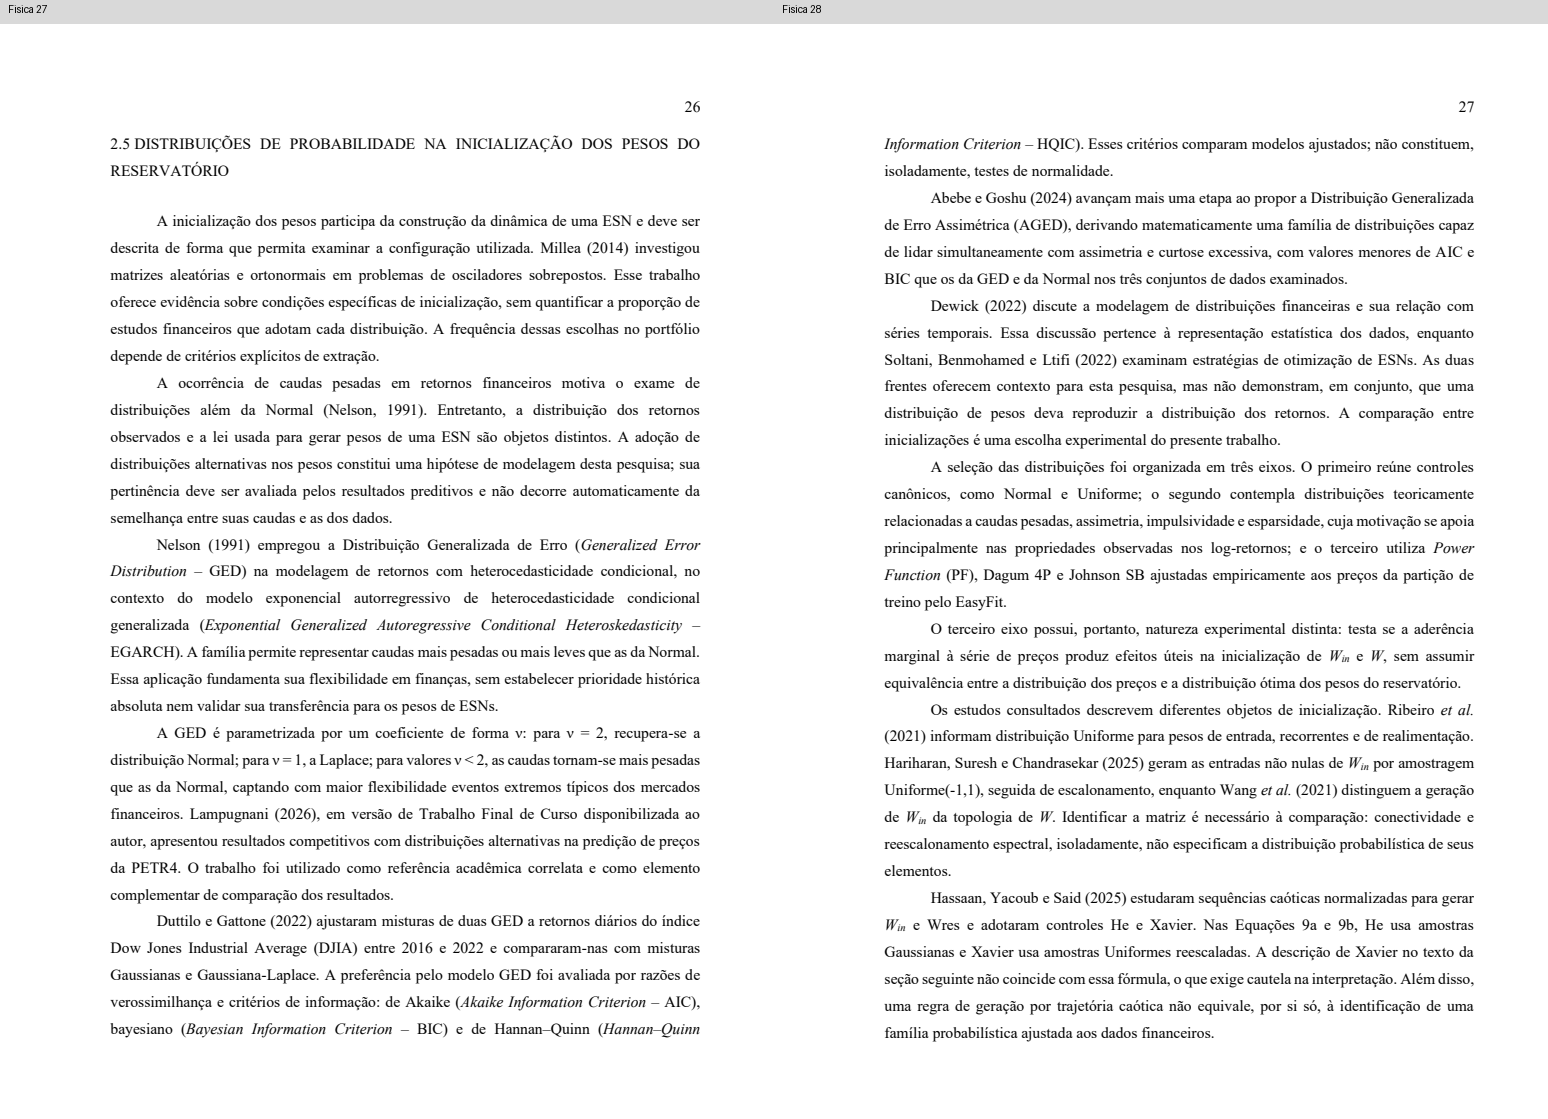 Fisica 27
26
2.5 DISTRIBUIÇÕES DE PROBABILIDADE NA INICIALIZAÇÃO DOS PESOS DO
RESERVATÓRIO
A inicialização dos pesos participa da construção da dinâmica de uma ESN e deve ser
descrita de forma que permita examinar a configuração utilizada. Millea (2014) investigou
matrizes aleatórias e ortonormais em problemas de osciladores sobrepostos. Esse trabalho
oferece evidência sobre condições específicas de inicialização, sem quantificar a proporção de
estudos financeiros que adotam cada distribuição. A frequência dessas escolhas no portfólio
depende de critérios explícitos de extração.
A ocorrência de caudas pesadas em retornos financeiros motiva o exame de
distribuições além da Normal (Nelson, 1991). Entretanto, a distribuição dos retornos
observados e a lei usada para gerar pesos de uma ESN são objetos distintos. A adoção de
distribuições alternativas nos pesos constitui uma hipótese de modelagem desta pesquisa; sua
pertinência deve ser avaliada pelos resultados preditivos e não decorre automaticamente da
semelhança entre suas caudas e as dos dados.
Nelson (1991) empregou a Distribuição Generalizada de Erro (Generalized Error
Distribution – GED) na modelagem de retornos com heterocedasticidade condicional, no
contexto do modelo exponencial autorregressivo de heterocedasticidade condicional
generalizada (Exponential Generalized Autoregressive Conditional Heteroskedasticity –
EGARCH). A família permite representar caudas mais pesadas ou mais leves que as da Normal.
Essa aplicação fundamenta sua flexibilidade em finanças, sem estabelecer prioridade histórica
absoluta nem validar sua transferência para os pesos de ESNs.
A GED é parametrizada por um coeficiente de forma ν: para ν = 2, recupera-se a
distribuição Normal; para ν = 1, a Laplace; para valores ν < 2, as caudas tornam-se mais pesadas
que as da Normal, captando com maior flexibilidade eventos extremos típicos dos mercados
financeiros. Lampugnani (2026), em versão de Trabalho Final de Curso disponibilizada ao
autor, apresentou resultados competitivos com distribuições alternativas na predição de preços
da PETR4. O trabalho foi utilizado como referência acadêmica correlata e como elemento
complementar de comparação dos resultados.
Duttilo e Gattone (2022) ajustaram misturas de duas GED a retornos diários do índice
Dow Jones Industrial Average (DJIA) entre 2016 e 2022 e compararam-nas com misturas
Gaussianas e Gaussiana-Laplace. A preferência pelo modelo GED foi avaliada por razões de
verossimilhança e critérios de informação: de Akaike (Akaike Information Criterion – AIC),
bayesiano (Bayesian Information Criterion – BIC) e de Hannan–Quinn (Hannan–Quinn
Fisica 28
27
Information Criterion – HQIC). Esses critérios comparam modelos ajustados; não constituem,
isoladamente, testes de normalidade.
Abebe e Goshu (2024) avançam mais uma etapa ao propor a Distribuição Generalizada
de Erro Assimétrica (AGED), derivando matematicamente uma família de distribuições capaz
de lidar simultaneamente com assimetria e curtose excessiva, com valores menores de AIC e
BIC que os da GED e da Normal nos três conjuntos de dados examinados.
Dewick (2022) discute a modelagem de distribuições financeiras e sua relação com
séries temporais. Essa discussão pertence à representação estatística dos dados, enquanto
Soltani, Benmohamed e Ltifi (2022) examinam estratégias de otimização de ESNs. As duas
frentes oferecem contexto para esta pesquisa, mas não demonstram, em conjunto, que uma
distribuição de pesos deva reproduzir a distribuição dos retornos. A comparação entre
inicializações é uma escolha experimental do presente trabalho.
A seleção das distribuições foi organizada em três eixos. O primeiro reúne controles
canônicos, como Normal e Uniforme; o segundo contempla distribuições teoricamente
relacionadas a caudas pesadas, assimetria, impulsividade e esparsidade, cuja motivação se apoia
principalmente nas propriedades observadas nos log-retornos; e o terceiro utiliza Power
Function (PF), Dagum 4P e Johnson SB ajustadas empiricamente aos preços da partição de
treino pelo EasyFit.
O terceiro eixo possui, portanto, natureza experimental distinta: testa se a aderência
marginal à série de preços produz efeitos úteis na inicialização de Win e W, sem assumir
equivalência entre a distribuição dos preços e a distribuição ótima dos pesos do reservatório.
Os estudos consultados descrevem diferentes objetos de inicialização. Ribeiro et al.
(2021) informam distribuição Uniforme para pesos de entrada, recorrentes e de realimentação.
Hariharan, Suresh e Chandrasekar (2025) geram as entradas não nulas de Win por amostragem
Uniforme(-1,1), seguida de escalonamento, enquanto Wang et al. (2021) distinguem a geração
de Win da topologia de W. Identificar a matriz é necessário à comparação: conectividade e
reescalonamento espectral, isoladamente, não especificam a distribuição probabilística de seus
elementos.
Hassaan, Yacoub e Said (2025) estudaram sequências caóticas normalizadas para gerar
Win e Wres e adotaram controles He e Xavier. Nas Equações 9a e 9b, He usa amostras
Gaussianas e Xavier usa amostras Uniformes reescaladas. A descrição de Xavier no texto da
seção seguinte não coincide com essa fórmula, o que exige cautela na interpretação. Além disso,
uma regra de geração por trajetória caótica não equivale, por si só, à identificação de uma
família probabilística ajustada aos dados financeiros.